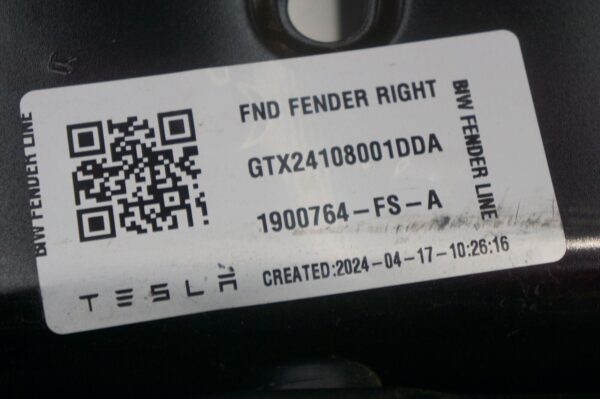 FND FENDER RIGHT
GTX24108001DDA
1900764-FS-A
CREATED:2024-04-17-10:26:16
TESLA
BIW FENDER LINE
BIW FENDER LINE